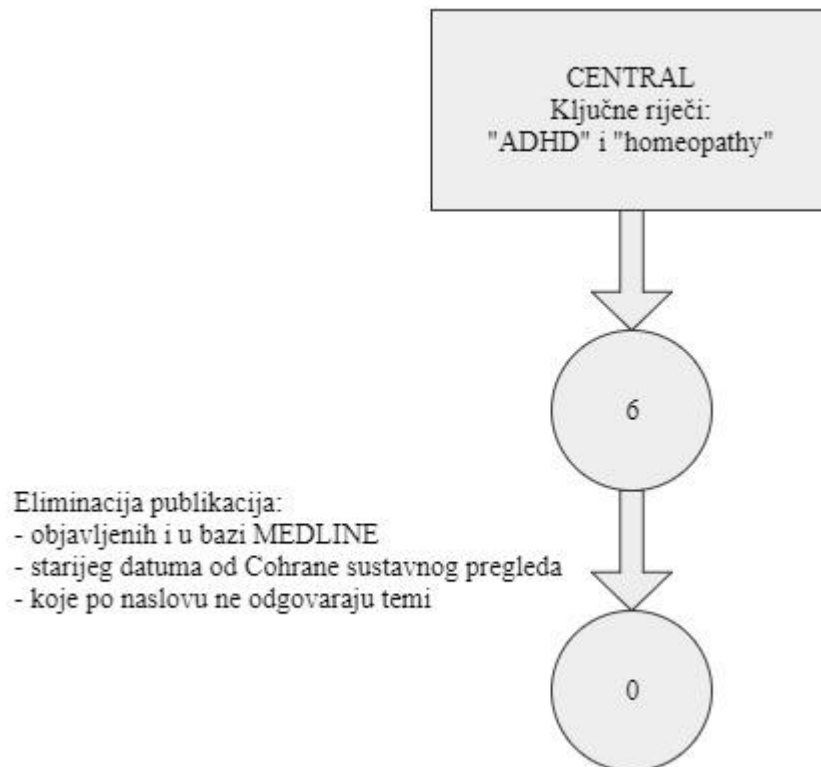 CENTRAL
Ključne riječi:
"ADHD" i "homeopathy"
6
Eliminacija publikacija:
- objavljenih i u bazi MEDLINE
- starijeg datuma od Cohrane sustavnog pregleda
- koje po naslovu ne odgovaraju temi
0